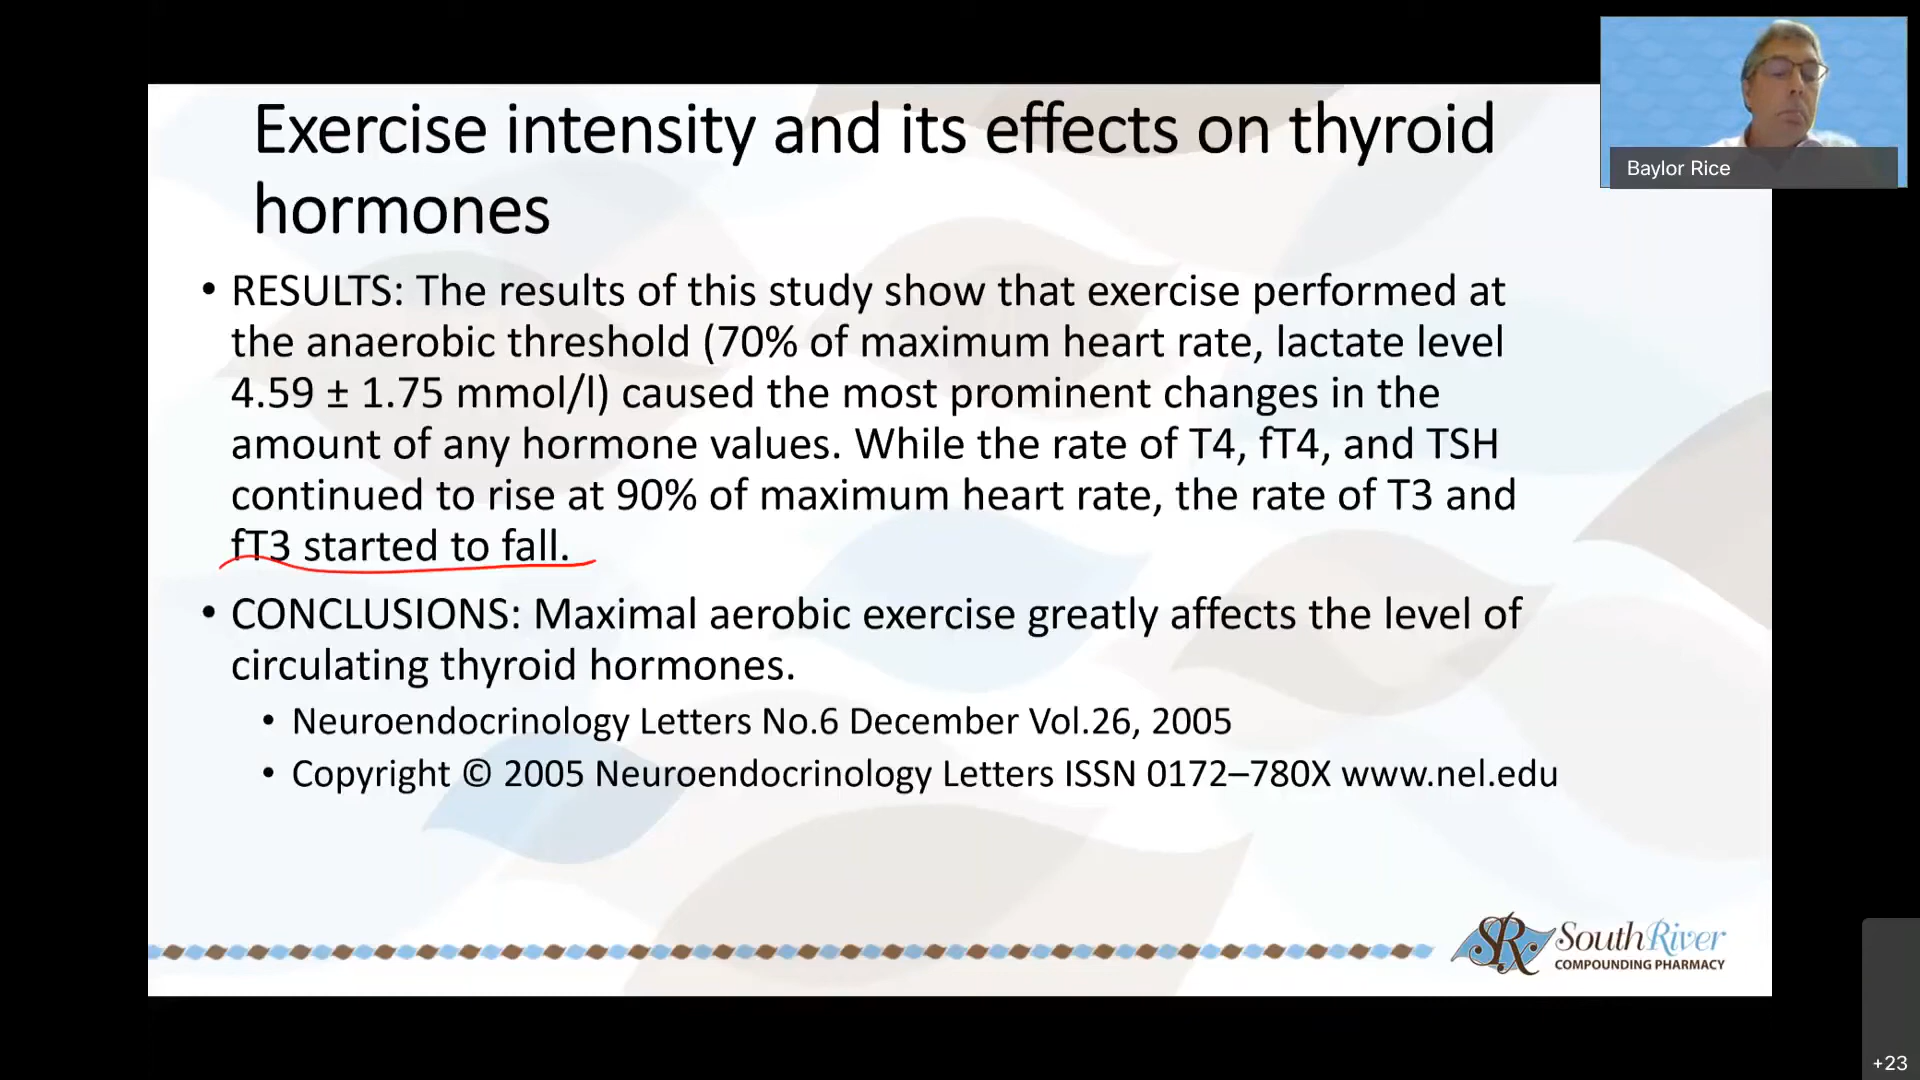 Exercise intensity and its effects on thyroid
hormones
• RESULTS: The results of this study show that exercise performed at
the anaerobic threshold (70% of maximum heart rate, lactate level
4.59 ± 1.75 mmol/l) caused the most prominent changes in the
amount of any hormone values. While the rate of T4, fT4, and TSH
continued to rise at 90% of maximum heart rate, the rate of T3 and
fT3 started to fall.
• CONCLUSIONS: Maximal aerobic exercise greatly affects the level of
circulating thyroid hormones.
• Neuroendocrinology Letters No.6 December Vol.26, 2005
• Copyright © 2005 Neuroendocrinology Letters ISSN 0172–780X www.nel.edu
Baylor Rice
SR
South River
COMPOUNDING PHARMACY
+23